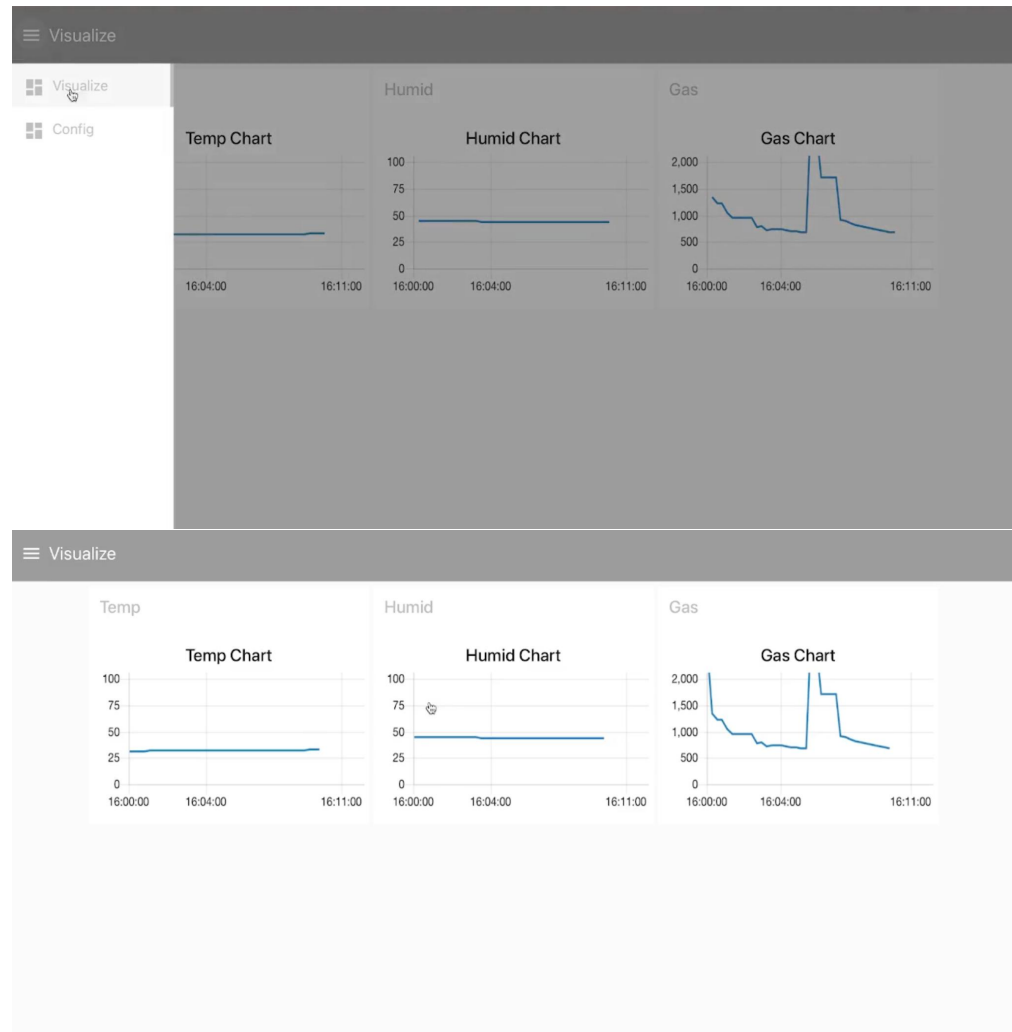 Visualize
Visualize
Config
Humid
Gas
Temp Chart
Humid Chart
Gas Chart
100
75
50
25
0
2,000
1,500
1,000
500
0
16:04:00
16:11:00
16:00:00
16:04:00
16:11:00
16:00:00
16:04:00
16:11:00
Visualize
Temp
Humid
Gas
Temp Chart
Humid Chart
Gas Chart
100
75
50
25
0
16:00:00
16:04:00
16:11:00
100
75
50
25
0
16:00:00
16:04:00
16:11:00
2,000
1,500
1,000
500
0
16:00:00
16:04:00
16:11:00